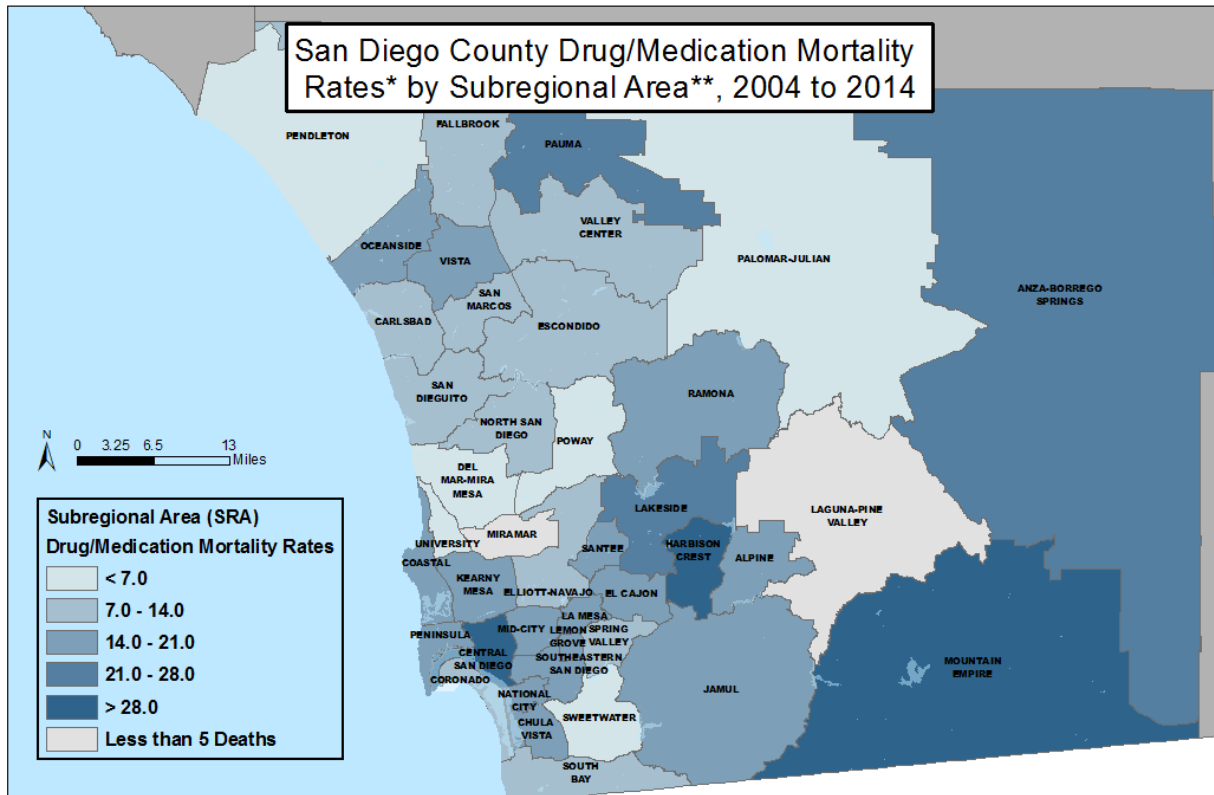 San Diego County Drug/Medication Mortality
Rates* by Subregional Area**, 2004 to 2014
PENDLETON
FALLBROOK
PAUMA
VALLEY
CENTER
OCEANSIDE
VISTA
PALOMAR-JULIAN
ANZA-BORREGO
SPRINGS
SAN
MARCOS
CARLSBAD
ESCONDIDO
SAN
DIEGUITO
RAMONA
NORTH SAN
DIEGO
POWAY
N
0 3.25 6.5 13
Miles
DEL
MAR-MIRA
MESA
LAKESIDE
LAGUNA-PINE
VALLEY
MIRAMAR
UNIVERSITY
SANTEE
HARBISON
CREST
ALPINE
COASTAL
KEARNY
MESA
ELLIOTT-NAVAJO
EL CAJON
LA MESA
PENINSULA
MID-CITY
LEMON
GROVE
SPRING
VALLEY
CENTRAL
SAN DIEGO
SOUTHEASTERN
SAN DIEGO
MOUNTAIN
EMPIRE
CORONADO
JAMUL
NATIONAL
CITY
SWEETWATER
CHULA
VISTA
SOUTH
BAY
Subregional Area (SRA)
Drug/Medication Mortality Rates
< 7.0
7.0 - 14.0
14.0 - 21.0
21.0 - 28.0
> 28.0
Less than 5 Deaths